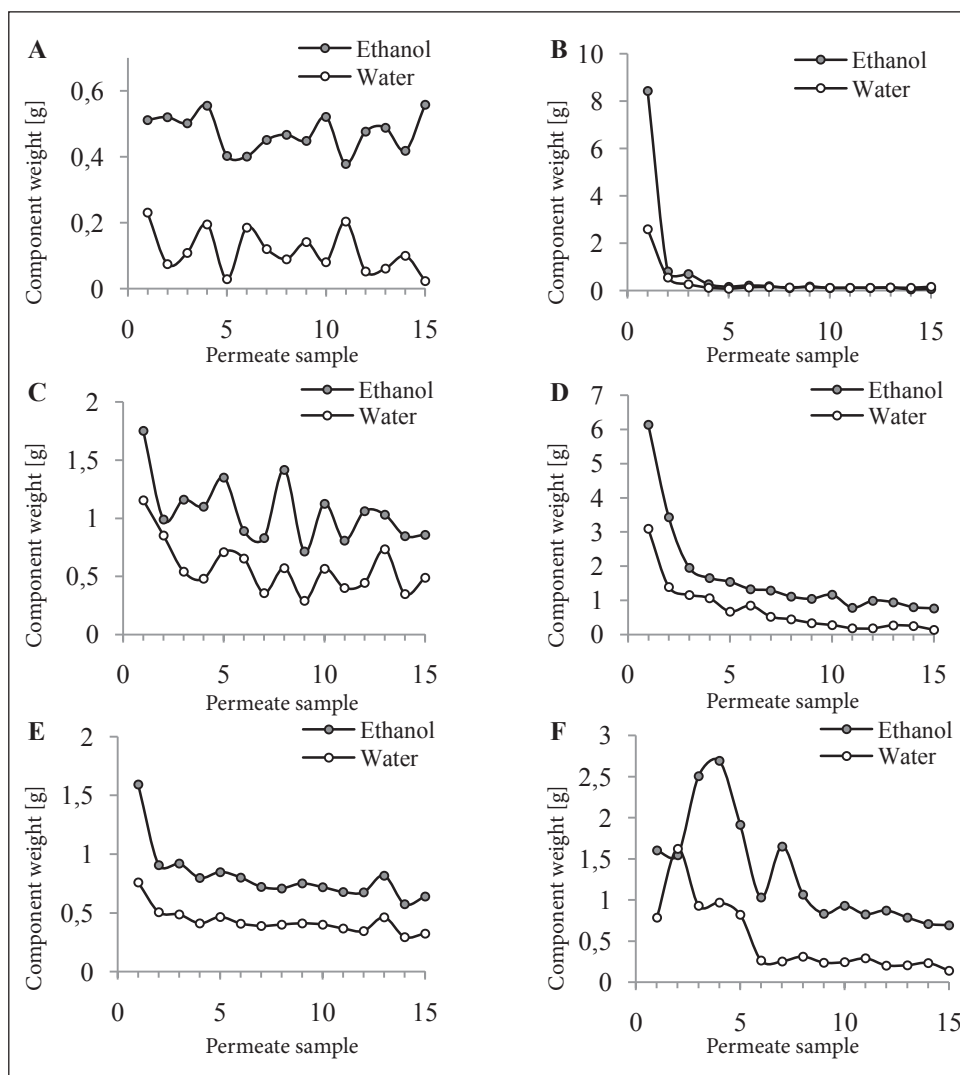 A
Ethanol
Water
Component weight [g]
0,6
0,4
0,2
0
0 5 10 15
Permeate sample
B
Ethanol
Water
Component weight [g]
10
8
6
4
2
0
0 5 10 15
Permeate sample
C
Ethanol
Water
Component weight [g]
2
1,5
1
0,5
0
0 5 10 15
Permeate sample
D
Ethanol
Water
Component weight [g]
7
6
5
4
3
2
1
0
0 5 10 15
Permeate sample
E
Ethanol
Water
Component weight [g]
2
1,5
1
0,5
0
0 5 10 15
Permeate sample
F
Ethanol
Water
Component weight [g]
3
2,5
2
1,5
1
0,5
0
0 5 10 15
Permeate sample